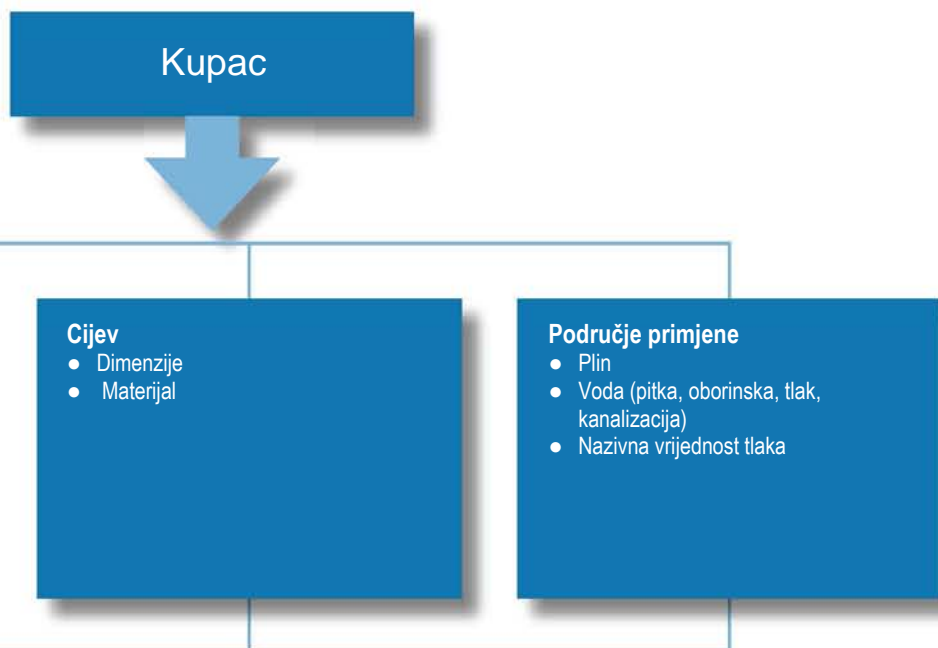 Kupac
Cijev
● Dimenzije
● Materijal
Područje primjene
● Plin
● Voda (pitka, oborinska, tlak,
kanalizacija)
● Nazivna vrijednost tlaka